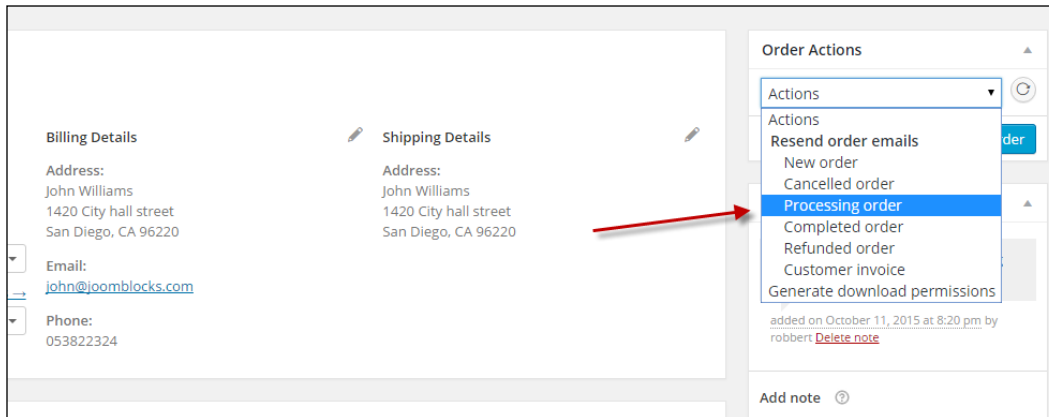 Billing Details
Address:
John Williams
1420 City hall street
San Diego, CA 96220
Email:
john@joomblocks.com
Phone:
053822324
→
Shipping Details
Address:
John Williams
1420 City hall street
San Diego, CA 96220
Order Actions
Actions
Actions
Resend order emails
New order
Cancelled order
Processing order
Completed order
Refunded order
Customer invoice
Generate download permissions
der
added on October 11, 2015 at 8:20 pm by
robbert Delete note
Add note ?